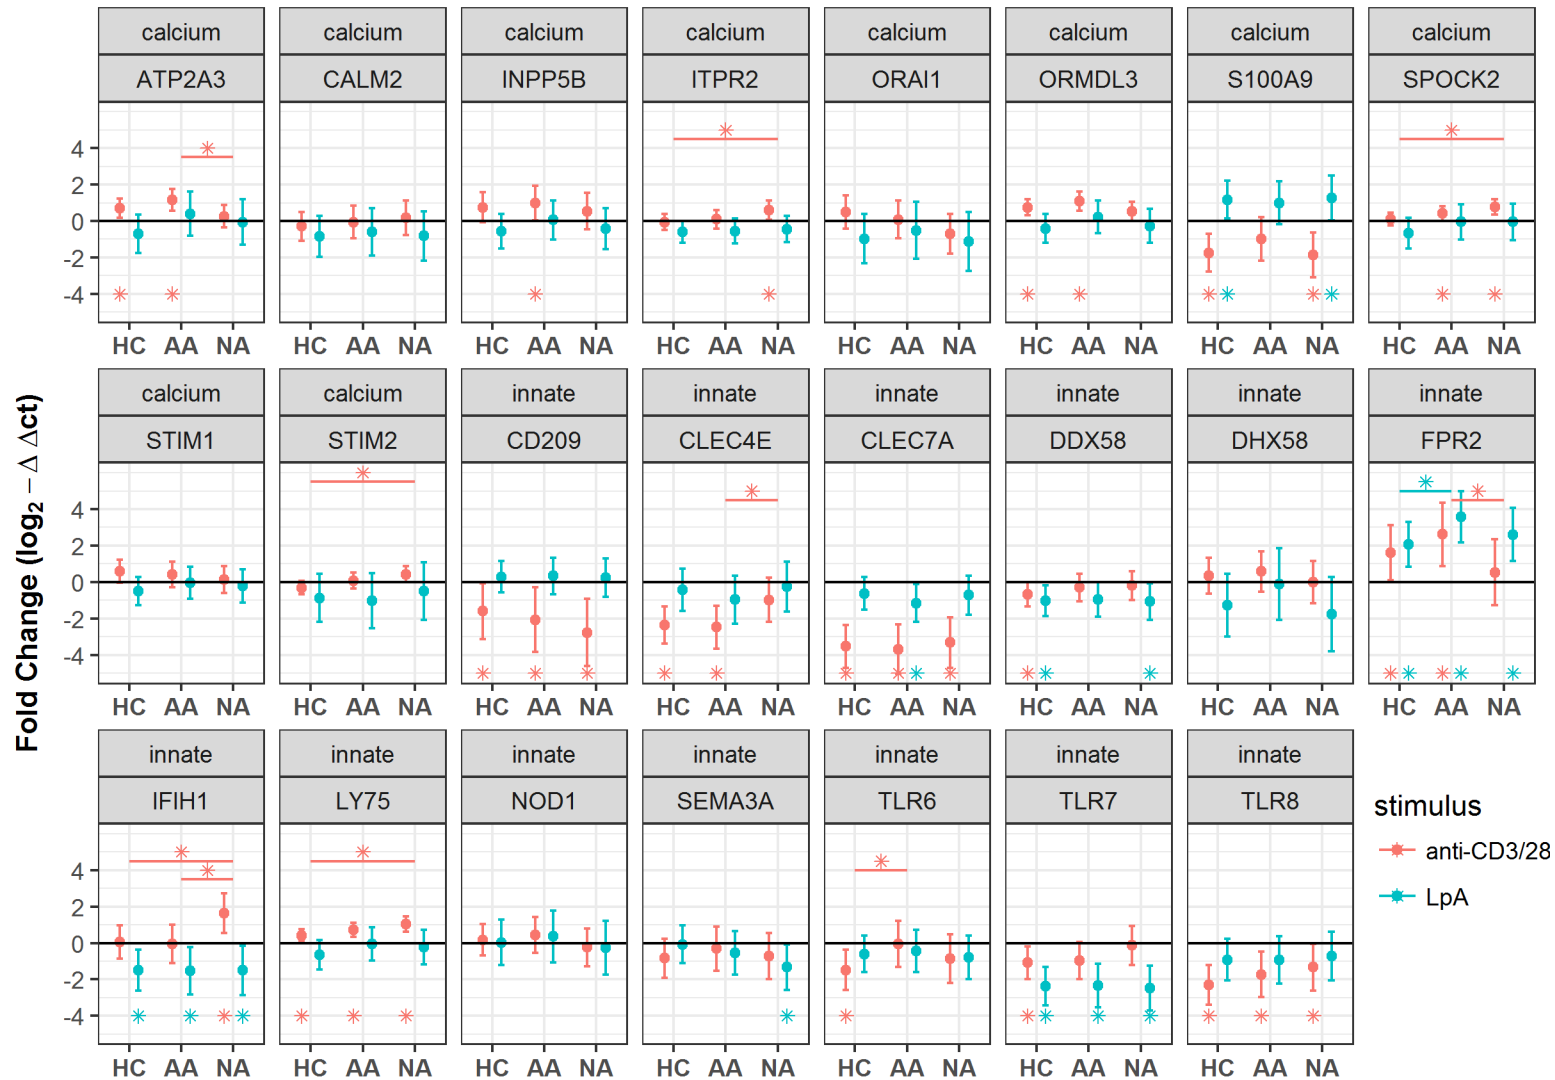 calcium calcium calcium calcium calcium calcium calcium calcium
ATP2A3 CALM2 INPP5B ITPR2 ORAI1 ORMDL3 S100A9 SPOCK2
4
2
0
-2
-4
HC AA NA HC AA NA HC AA NA HC AA NA HC AA NA HC AA NA HC AA NA HC AA NA
calcium calcium innate innate innate innate innate innate
STIM1 STIM2 CD209 CLEC4E CLEC7A DDX58 DHX58 FPR2
4
2
0
-2
-4
HC AA NA HC AA NA HC AA NA HC AA NA HC AA NA HC AA NA HC AA NA HC AA NA
Fold Change (log₂ − Δ Δct)
innate innate innate innate innate innate innate
IFIH1 LY75 NOD1 SEMA3A TLR6 TLR7 TLR8
4
2
0
-2
-4
HC AA NA HC AA NA HC AA NA HC AA NA HC AA NA HC AA NA HC AA NA
stimulus
anti-CD3/28
LpA